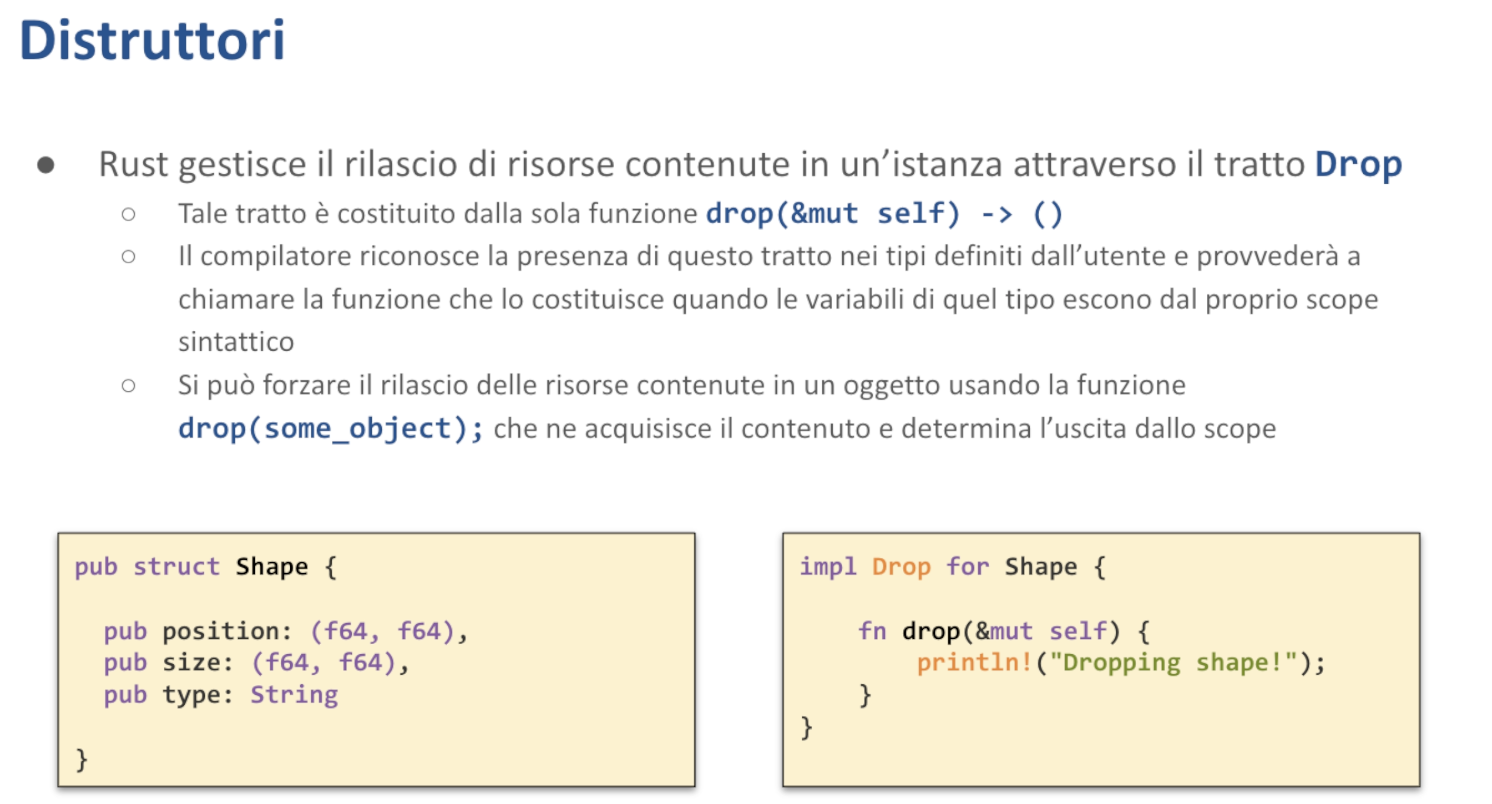 Distruttori
● Rust gestisce il rilascio di risorse contenute in un'istanza attraverso il tratto Drop
○ Tale tratto è costituito dalla sola funzione drop(&mut self) -> ()
○ Il compilatore riconosce la presenza di questo tratto nei tipi definiti dall'utente e provvederà a
chiamare la funzione che lo costituisce quando le variabili di quel tipo escono dal proprio scope
sintattico
○ Si può forzare il rilascio delle risorse contenute in un oggetto usando la funzione
drop(some_object); che ne acquisisce il contenuto e determina l'uscita dallo scope
pub struct Shape {
pub position: (f64, f64),
pub size: (f64, f64),
pub type: String
}
impl Drop for Shape {
fn drop(&mut self) {
println!("Dropping shape!");
}
}